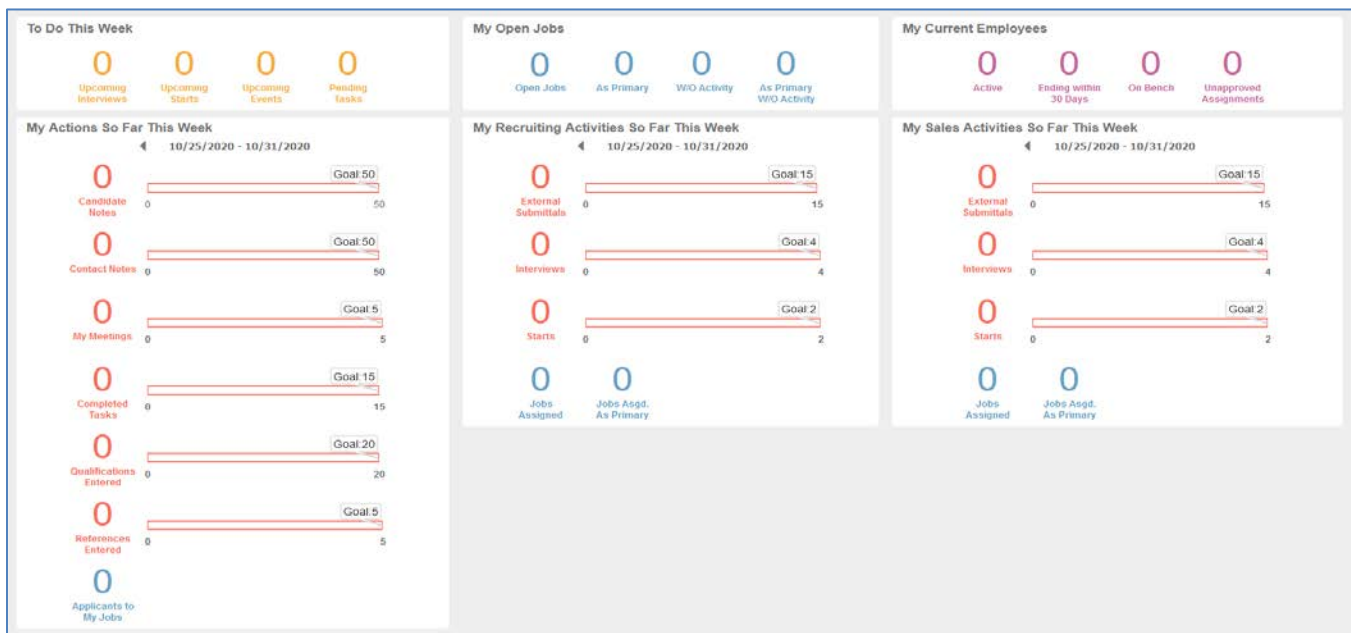 To Do This Week
0 0 0 0
Upcoming Interviews Upcoming Starts Upcoming Events Pending Tasks
My Open Jobs
0 0 0 0
Open Jobs As Primary W/O Activity As Primary W/O Activity
My Current Employees
0 0 0 0
Active Ending within 30 Days On Bench Unapproved Assignments
My Actions So Far This Week
10/25/2020 - 10/31/2020
0
Candidate Notes
Goal:50
0 50
0
Contact Notes
Goal:50
0 50
0
My Meetings
Goal:5
0 5
0
Completed Tasks
Goal:15
0 15
0
Qualifications Entered
Goal:20
0 20
0
References Entered
Goal:5
0 5
0
Applicants to My Jobs
My Recruiting Activities So Far This Week
10/25/2020 - 10/31/2020
0
External Submittals
Goal:15
0 15
0
Interviews
Goal:4
0 4
0
Starts
Goal:2
0 2
0 0
Jobs Assigned Jobs Asgd. As Primary
My Sales Activities So Far This Week
10/25/2020 - 10/31/2020
0
External Submittals
Goal:15
0 15
0
Interviews
Goal:4
0 4
0
Starts
Goal:2
0 2
0 0
Jobs Assigned Jobs Asgd. As Primary